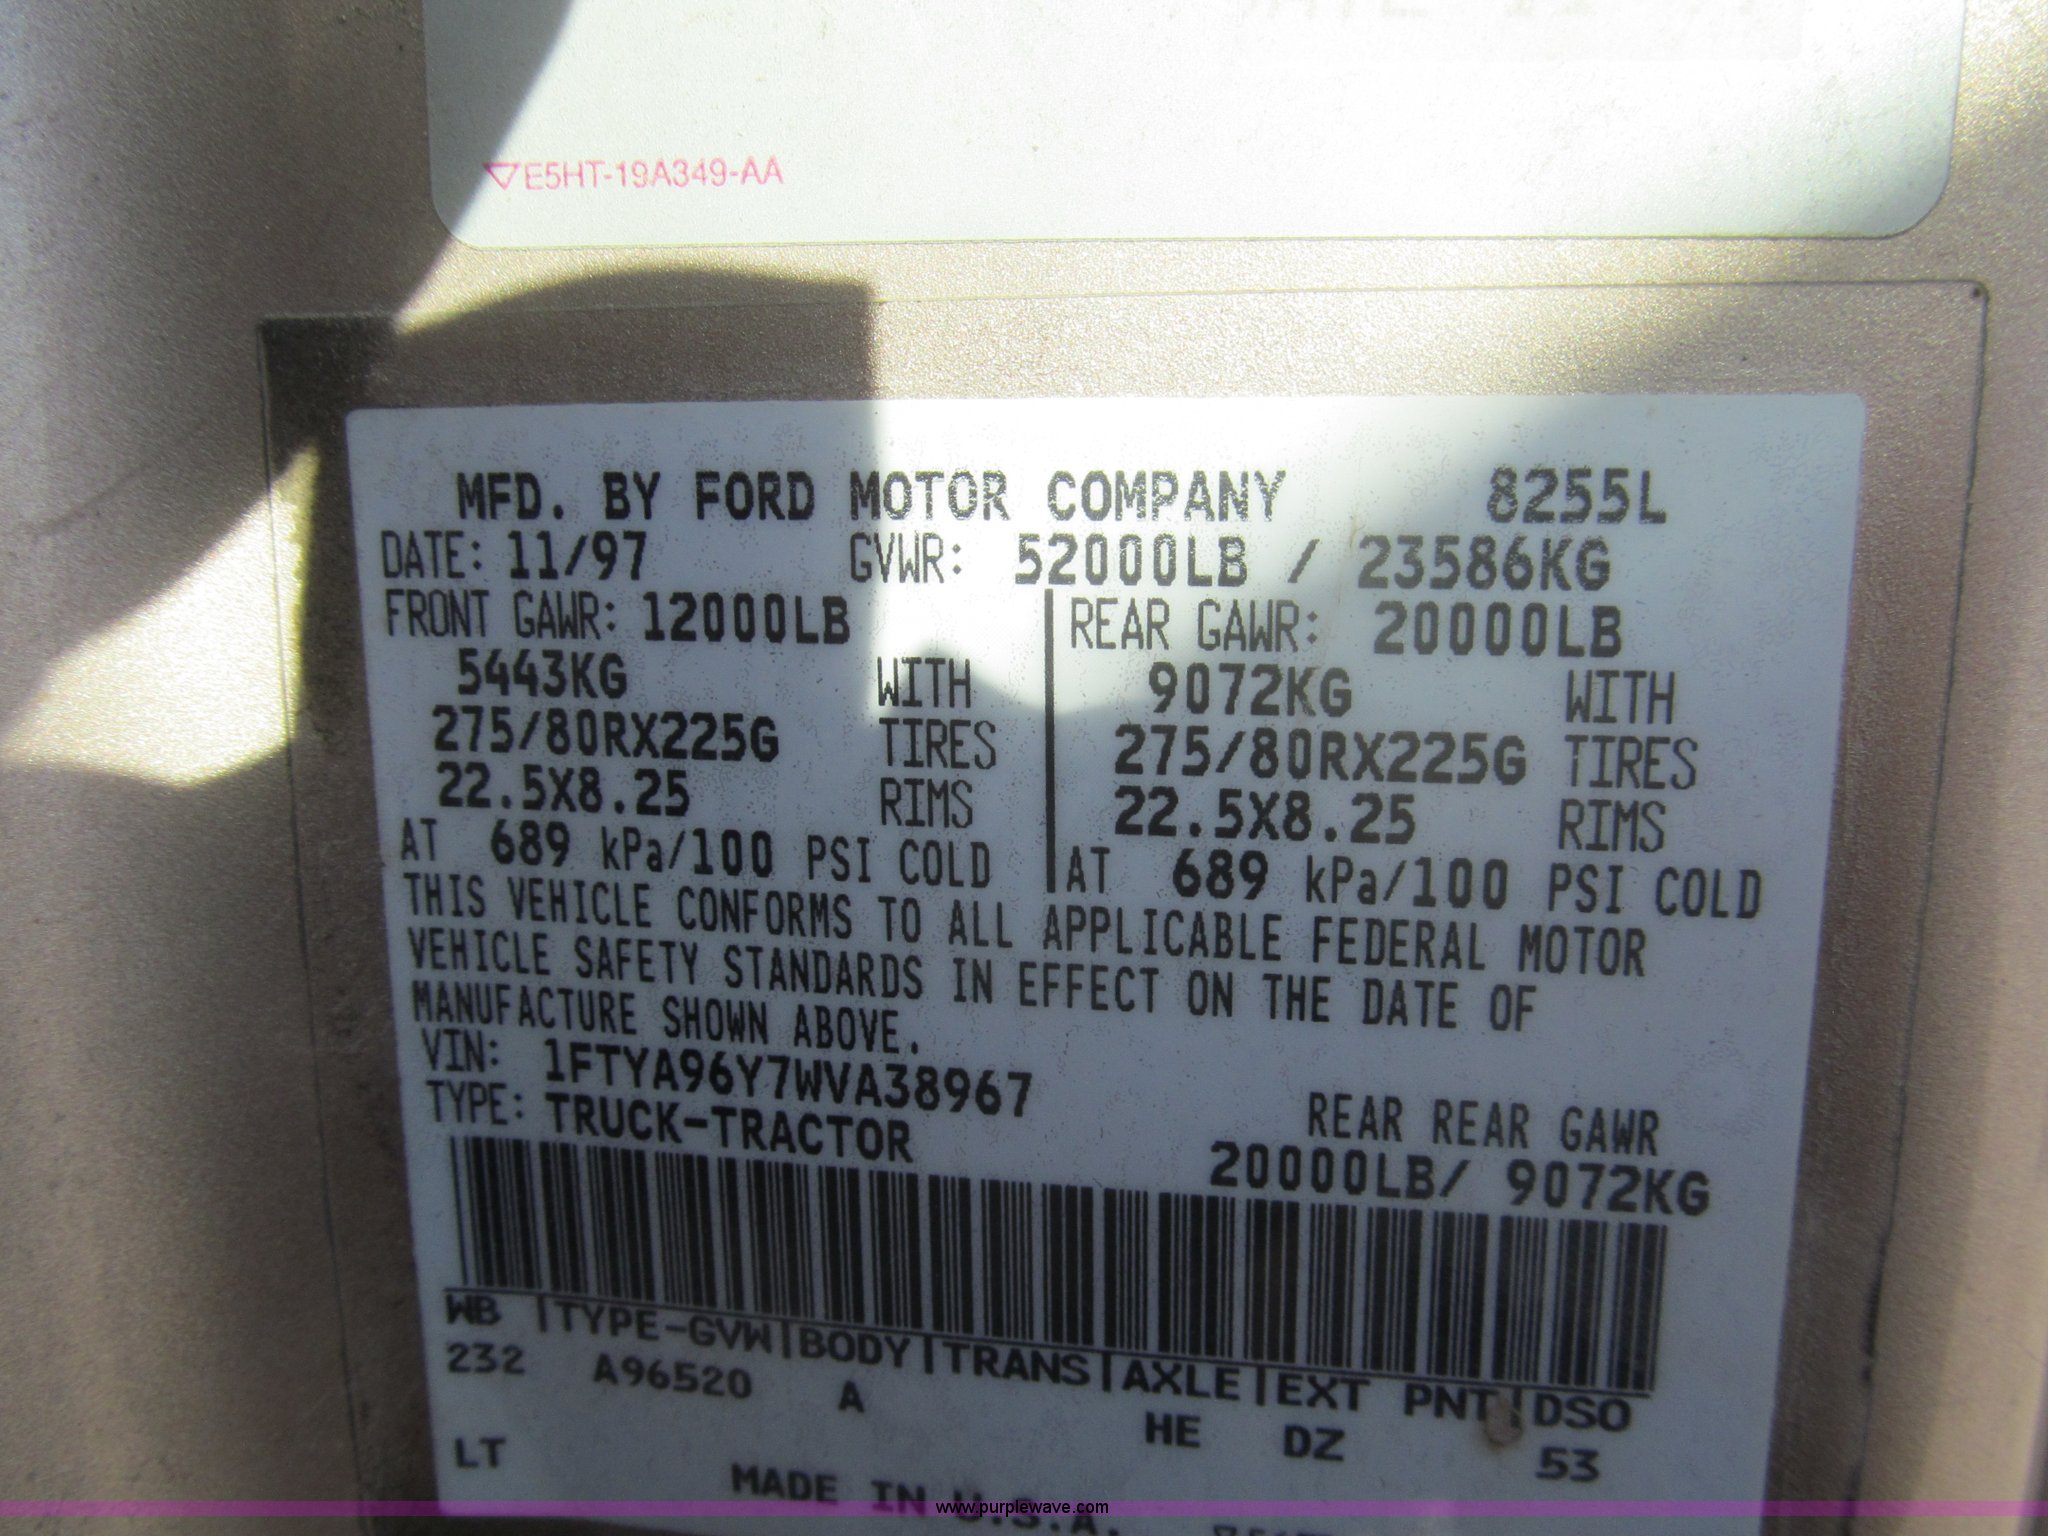 E5HT-19A349-AA
MFD. BY FORD MOTOR COMPANY 8255L
DATE: 11/97 GVWR: 52000LB / 23586KG
FRONT GAWR: 12000LB REAR GAWR: 20000LB
5443KG WITH 9072KG WITH
275/80RX225G TIRES 275/80RX225G TIRES
22.5X8.25 RIMS 22.5X8.25 RIMS
AT 689 kPa/100 PSI COLD AT 689 kPa/100 PSI COLD
THIS VEHICLE CONFORMS TO ALL APPLICABLE FEDERAL MOTOR
VEHICLE SAFETY STANDARDS IN EFFECT ON THE DATE OF
MANUFACTURE SHOWN ABOVE.
VIN: 1FTYA96Y7WVA38967
TYPE: TRUCK-TRACTOR REAR REAR GAWR
20000LB/ 9072KG
WB |TYPE-GVW|BODY|TRANS|AXLE|EXT PNT|DSO
232 A96520 A HE DZ 53
LT
MADE IN U.S.A.
www.purplewave.com